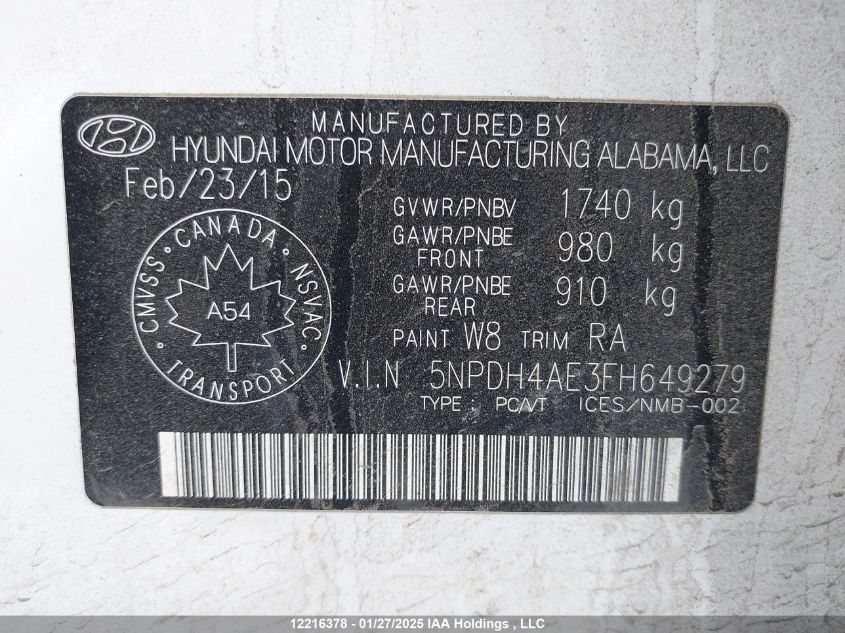 MANUFACTURED BY
HYUNDAI MOTOR MANUFACTURING ALABAMA, LLC
Feb/23/15
GVWR/PNBV 1740 kg
GAWR/PNBE FRONT 980 kg
GAWR/PNBE REAR 910 kg
CANADA
CMVSS
NSVAC
A54
TRANSPORT
PAINT W8 TRIM RA
V.I.N 5NPDH4AE3FH649279
TYPE : PC/VT ICES/NMB-002
12216378 - 01/27/2025 IAA Holdings , LLC